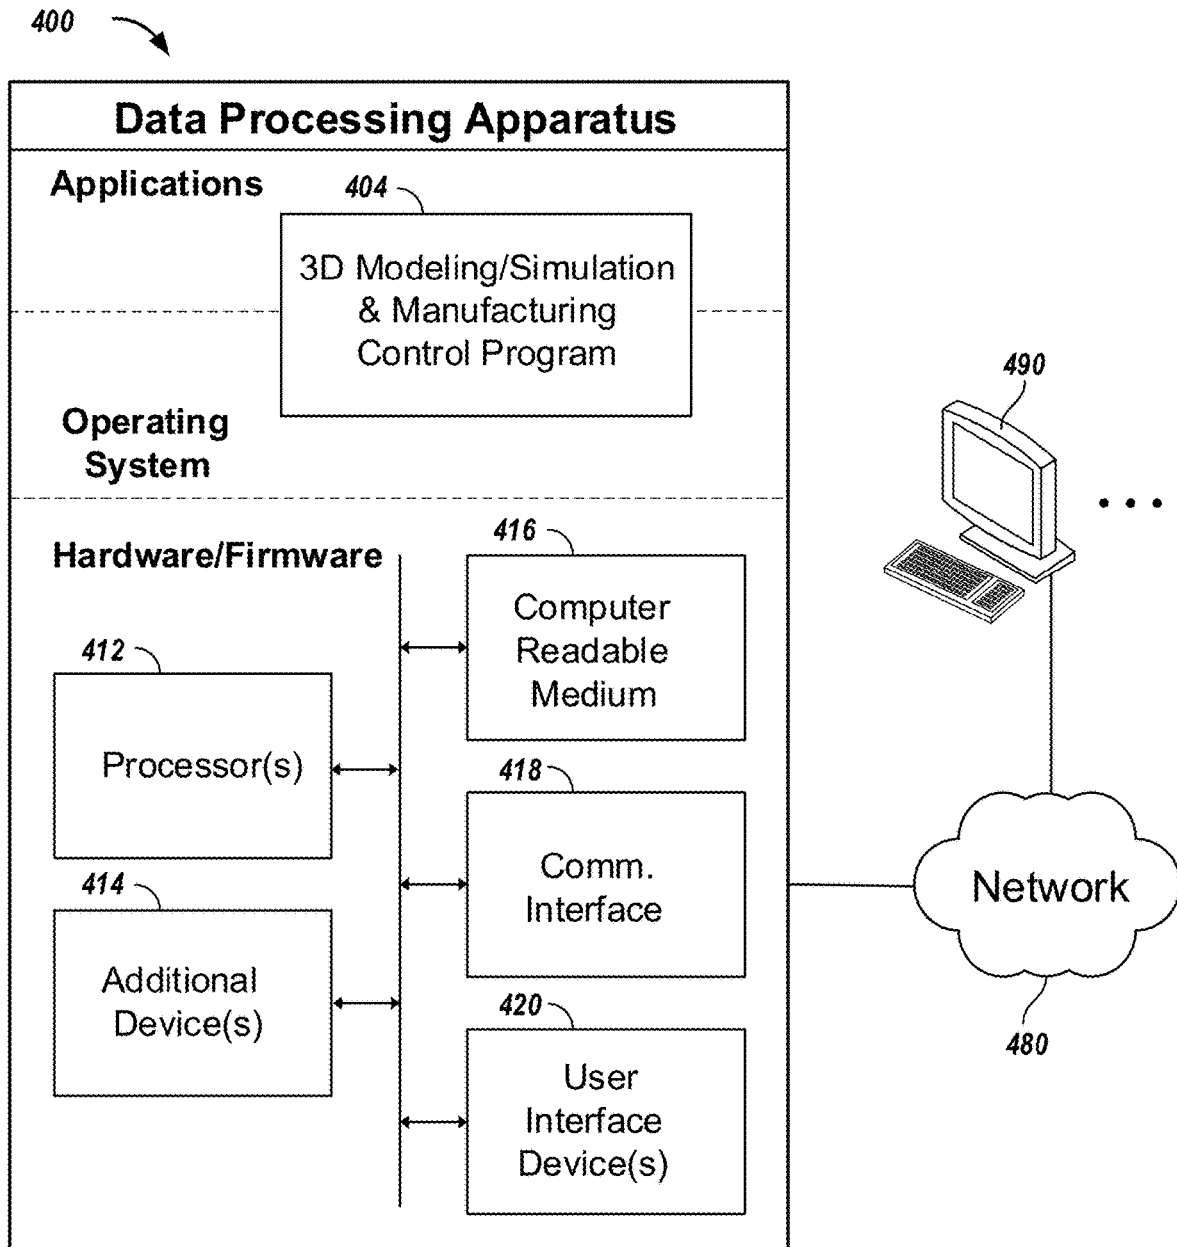 400
Data Processing Apparatus
Applications
404
3D Modeling/Simulation
& Manufacturing
Control Program
Operating
System
490
• • •
Hardware/Firmware
416
Computer
Readable
Medium
412
Processor(s)
418
Comm.
Interface
Network
480
414
Additional
Device(s)
420
User
Interface
Device(s)